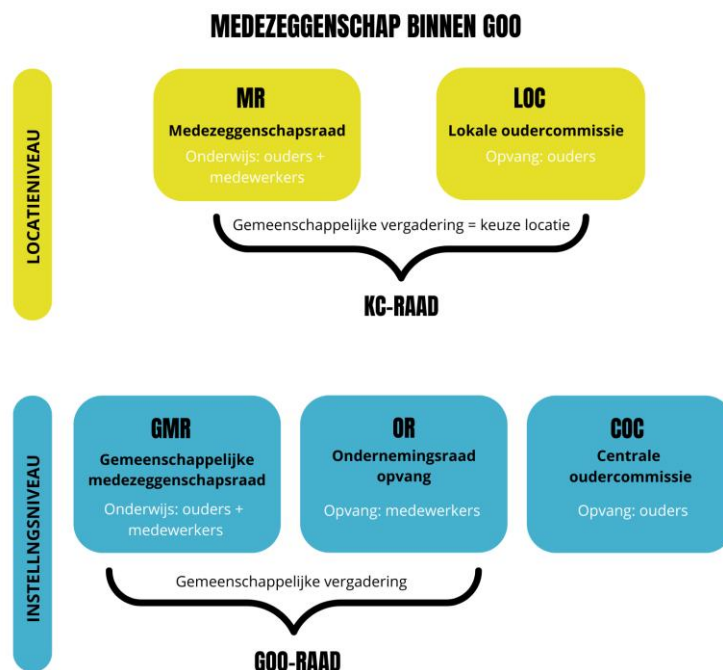 MEDEZEGGENSCHAP BINNEN GOO
LOCATIENIVEAU
MR
Medezeggenschapsraad
Onderwijs: ouders +
medewerkers
LOC
Lokale oudercommissie
Opvang: ouders
Gemeenschappelijke vergadering = keuze locatie
KC-RAAD
INSTELLNGSNIVEAU
GMR
Gemeenschappelijke
medezeggenschapsraad
Onderwijs: ouders +
medewerkers
OR
Ondernemingsraad
opvang
Opvang: medewerkers
COC
Centrale
oudercommissie
Opvang: ouders
Gemeenschappelijke vergadering
GOO-RAAD